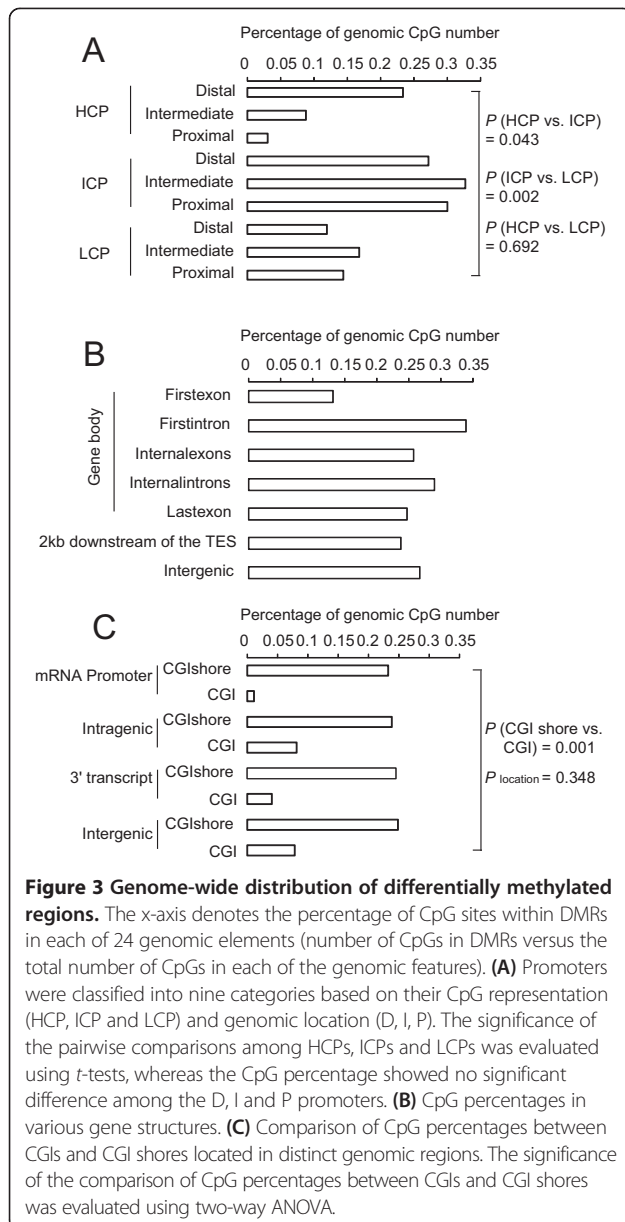 A
Percentage of genomic CpG number
0 0.05 0.1 0.15 0.2 0.25 0.3 0.35
HCP
Distal
Intermediate
Proximal
ICP
Distal
Intermediate
Proximal
LCP
Distal
Intermediate
Proximal
P (HCP vs. ICP)
= 0.043
P (ICP vs. LCP)
= 0.002
P (HCP vs. LCP)
= 0.692
B
Percentage of genomic CpG number
0 0.05 0.1 0.15 0.2 0.25 0.3 0.35
Gene body
Firstexon
Firstintron
Internalexons
Internalintrons
Lastexon
2kb downstream of the TES
Intergenic
C
Percentage of genomic CpG number
0 0.05 0.1 0.15 0.2 0.25 0.3 0.35
mRNA Promoter
CGIshore
CGI
Intragenic
CGIshore
CGI
3' transcript
CGIshore
CGI
Intergenic
CGIshore
CGI
P (CGI shore vs.
CGI) = 0.001
P location = 0.348
Figure 3 Genome-wide distribution of differentially methylated
regions. The x-axis denotes the percentage of CpG sites within DMRs
in each of 24 genomic elements (number of CpGs in DMRs versus the
total number of CpGs in each of the genomic features). (A) Promoters
were classified into nine categories based on their CpG representation
(HCP, ICP and LCP) and genomic location (D, I, P). The significance of
the pairwise comparisons among HCPs, ICPs and LCPs was evaluated
using t-tests, whereas the CpG percentage showed no significant
difference among the D, I and P promoters. (B) CpG percentages in
various gene structures. (C) Comparison of CpG percentages between
CGIs and CGI shores located in distinct genomic regions. The significance
of the comparison of CpG percentages between CGIs and CGI shores
was evaluated using two-way ANOVA.